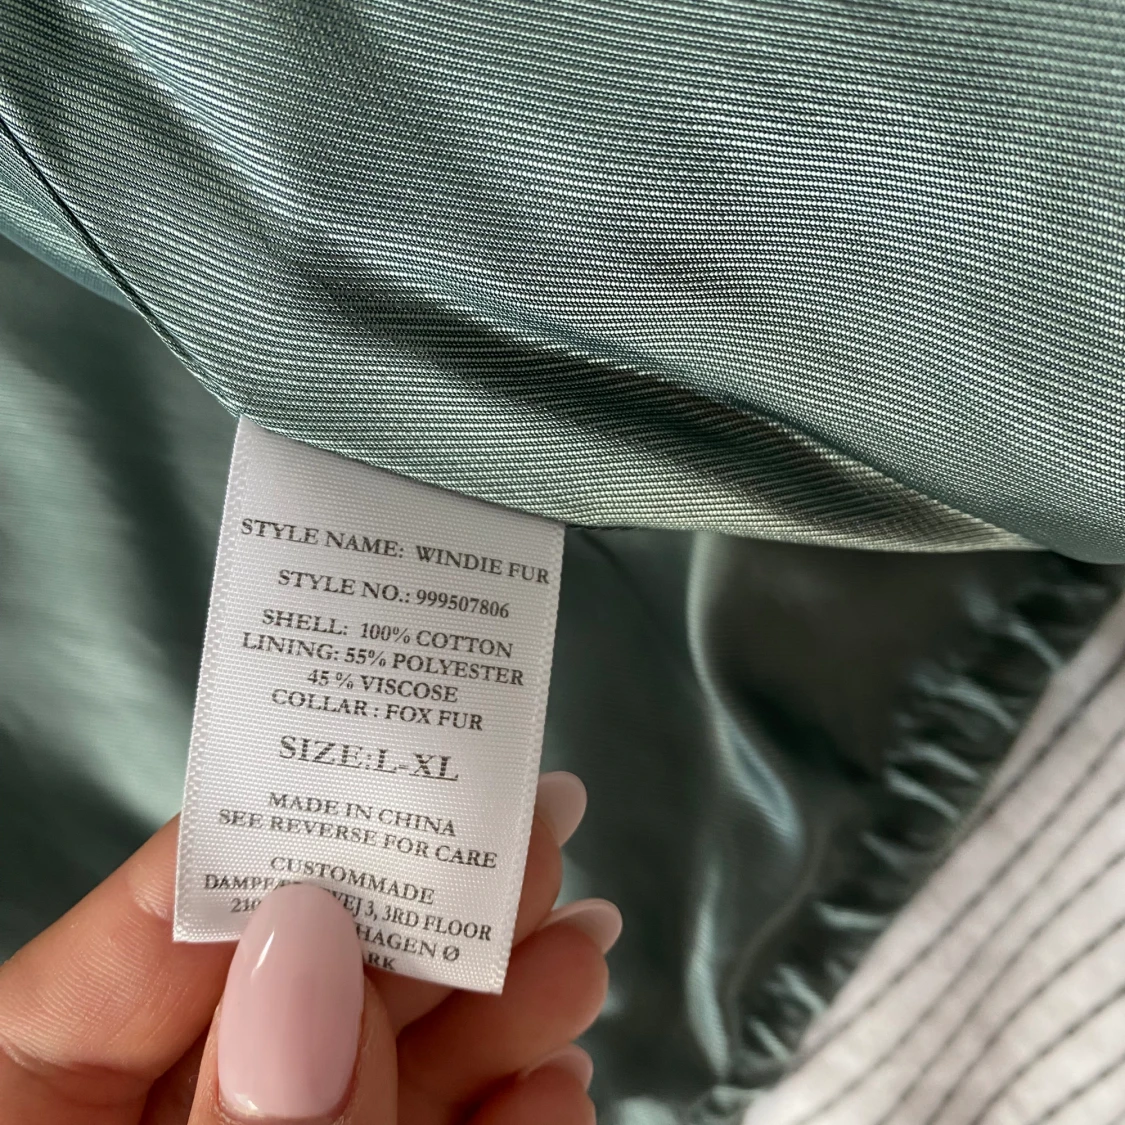 STYLE NAME: WINDIE FUR
STYLE NO.: 999507806
SHELL: 100% COTTON
LINING: 55% POLYESTER
45 % VISCOSE
COLLAR : FOX FUR
SIZE:L-XL
MADE IN CHINA
SEE REVERSE FOR CARE
CUSTOMMADE
3, 3RD FLOOR
Ø